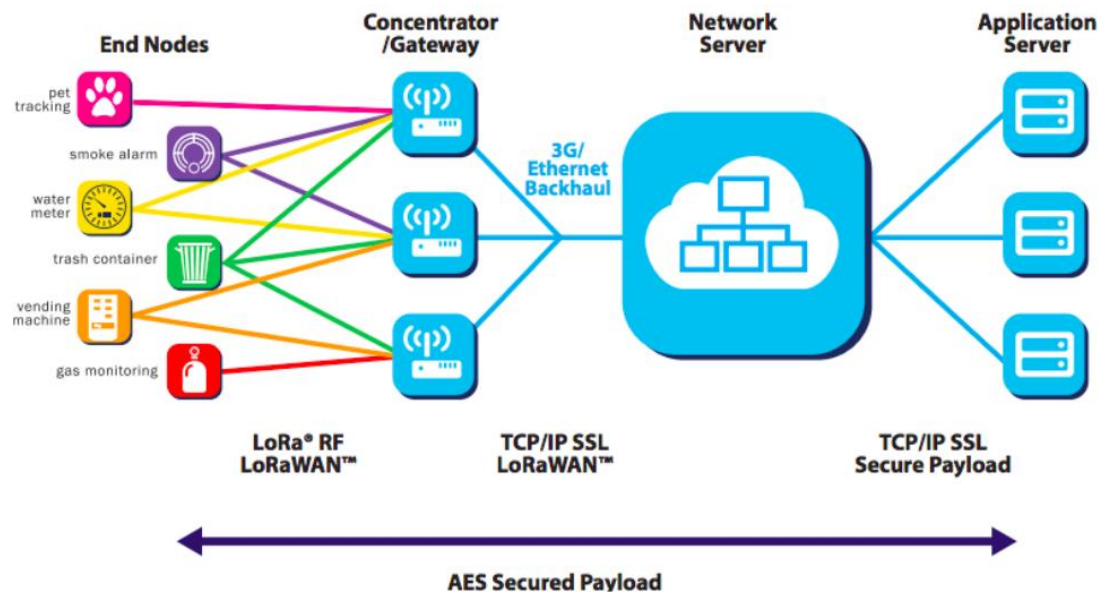 End Nodes
Concentrator
/Gateway
Network
Server
Application
Server
pet
tracking
smoke alarm
water
meter
trash container
vending
machine
gas monitoring
3G/
Ethernet
Backhaul
LoRa® RF
LoRaWAN™
TCP/IP SSL
LoRaWAN™
TCP/IP SSL
Secure Payload
AES Secured Payload